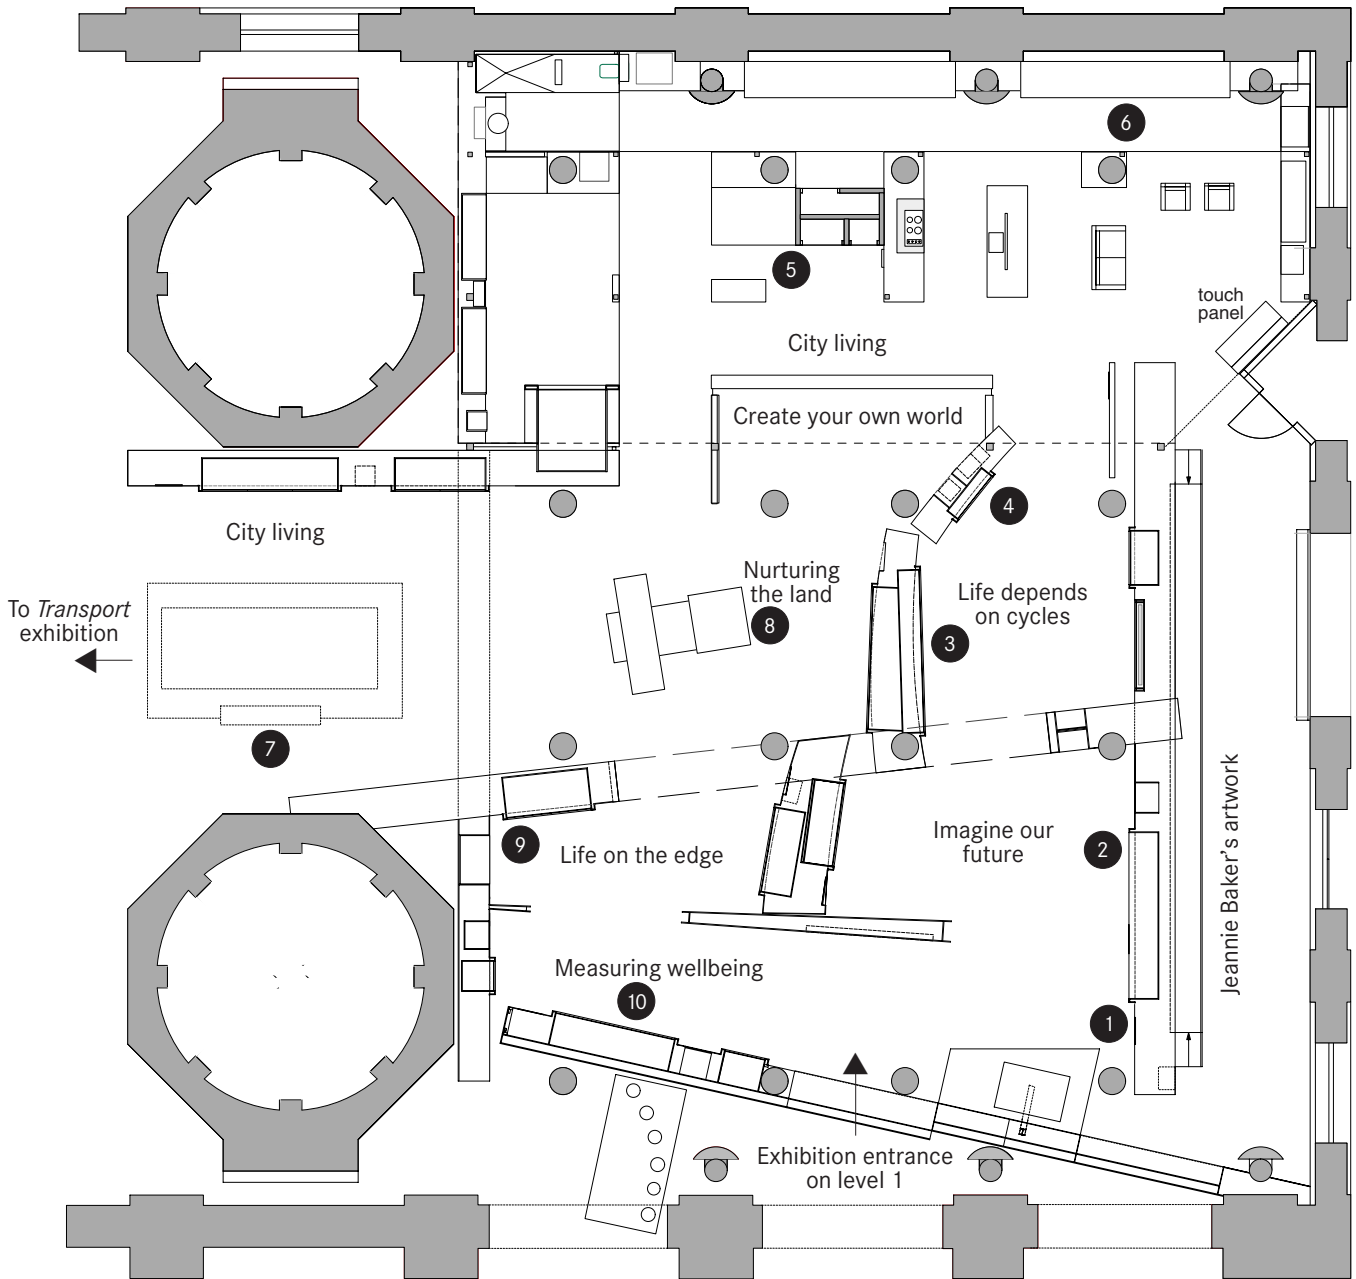 6
5
touch
panel
City living
Create your own world
4
City living
Nurturing
the land
8
Life depends
on cycles
3
To Transport
exhibition
7
9
Life on the edge
Imagine our
future
2
Jeannie Baker's artwork
Measuring wellbeing
10
1
Exhibition entrance
on level 1